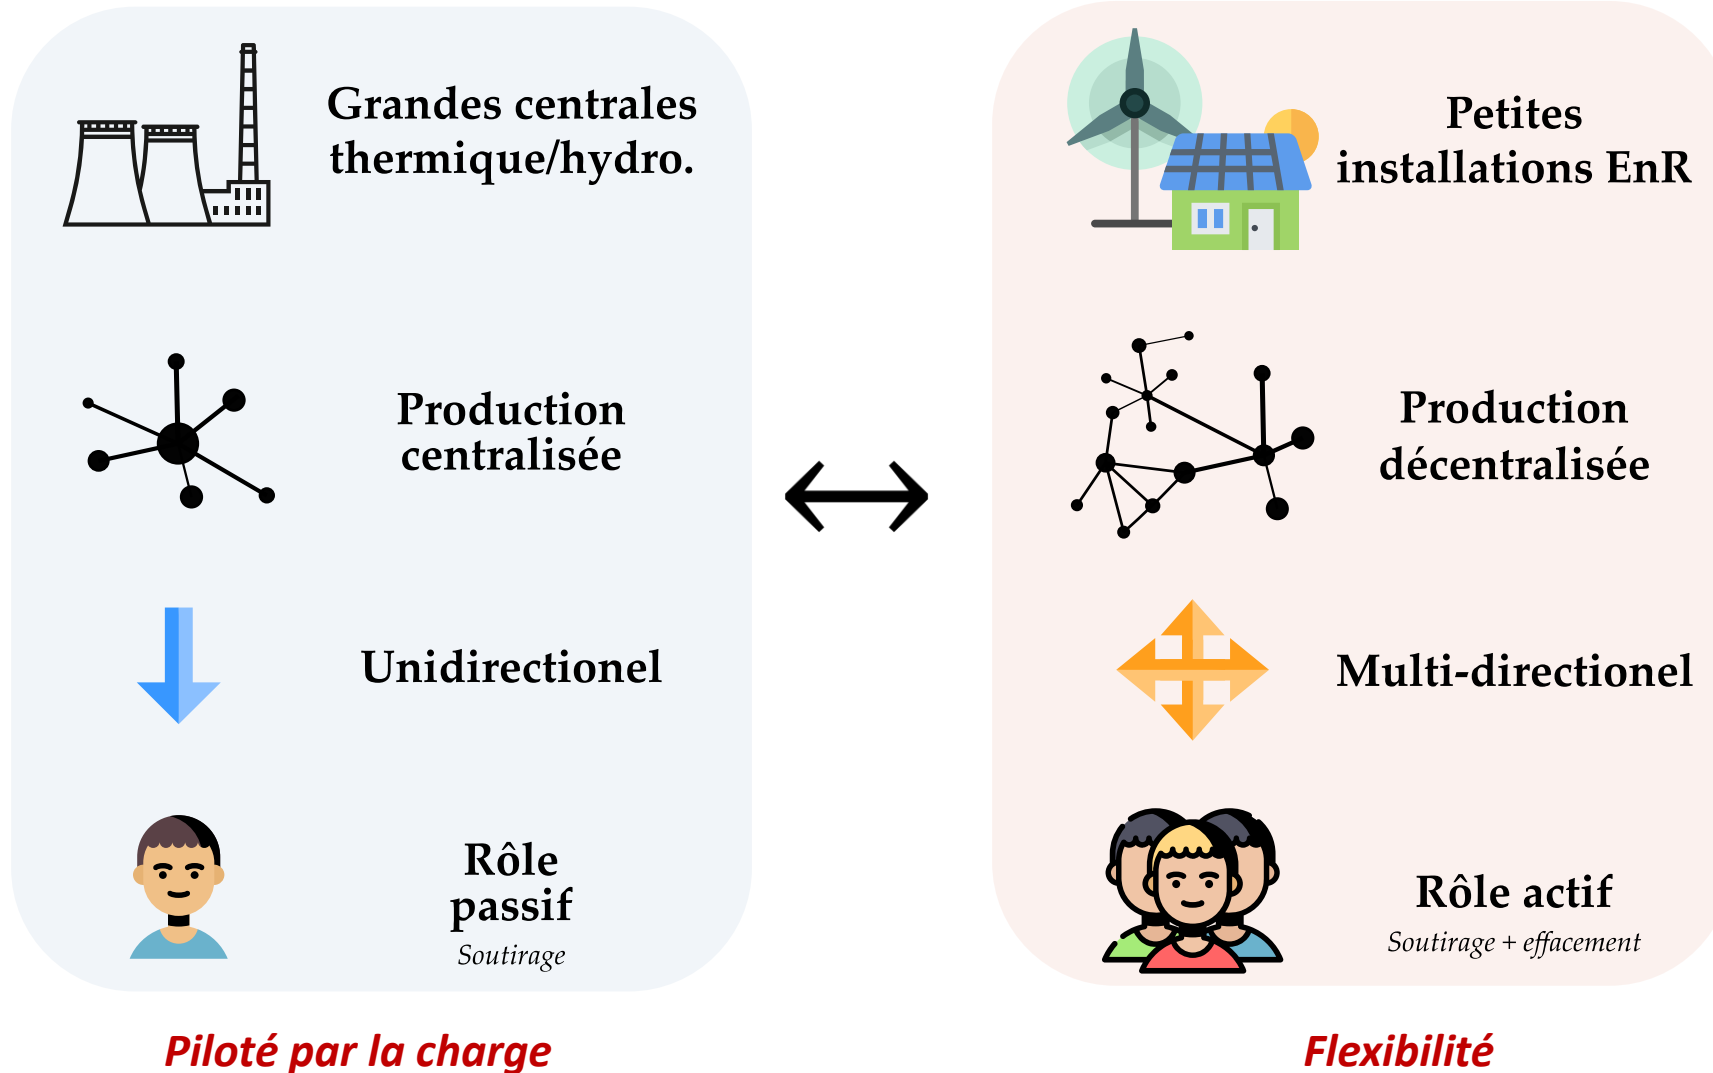 Grandes centrales
thermique/hydro.
Production
centralisée
Unidirectionel
Rôle
passif
Soutirage
Piloté par la charge
Petites
installations EnR
Production
décentralisée
Multi-directionel
Rôle actif
Soutirage + effacement
Flexibilité